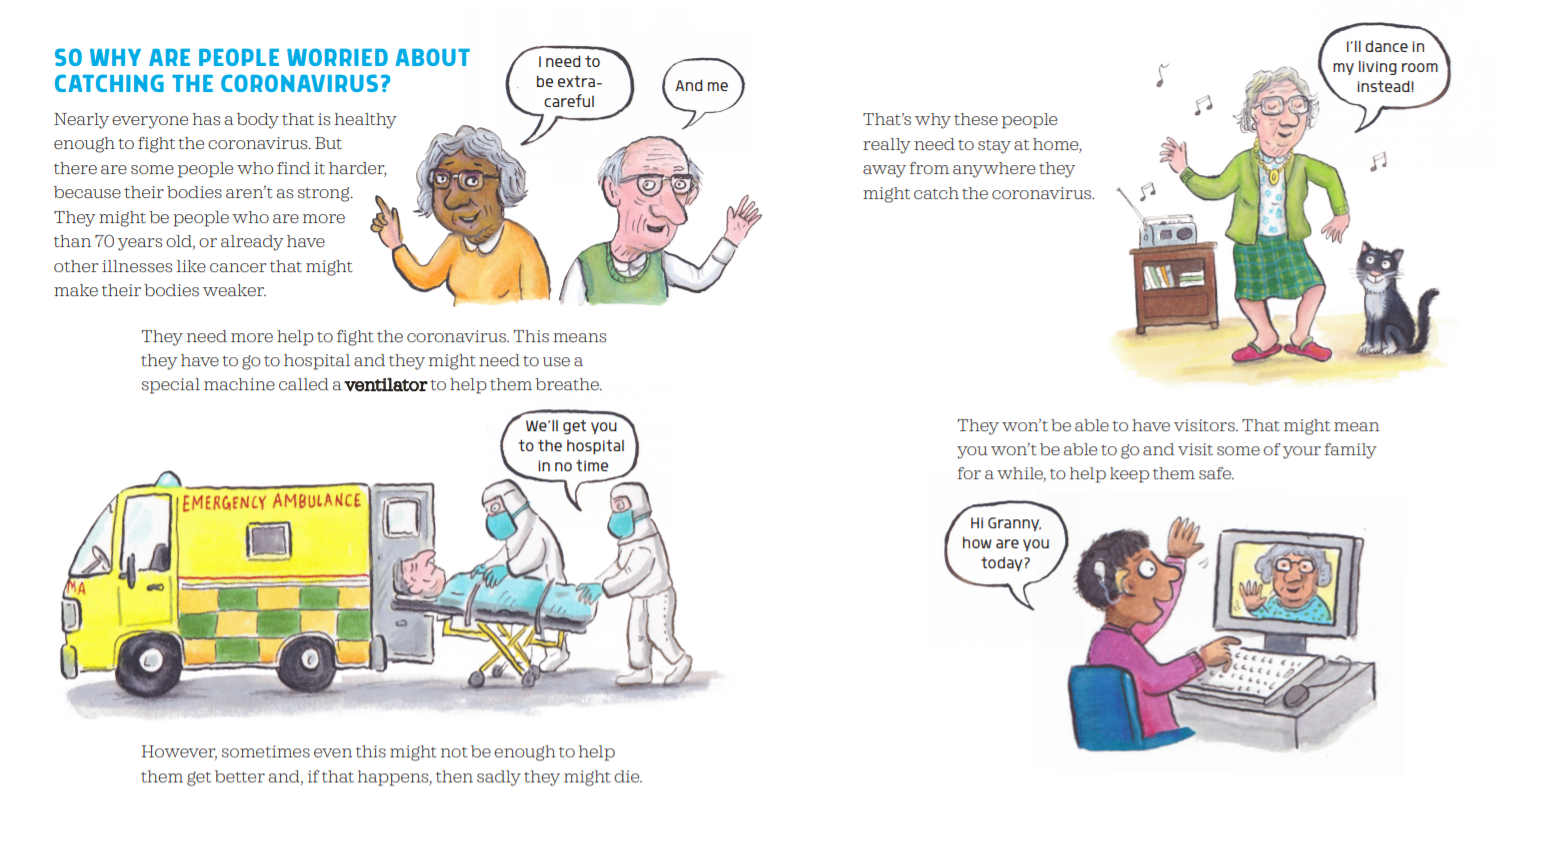 SO WHY ARE PEOPLE WORRIED ABOUT
CATCHING THE CORONAVIRUS?
Nearly everyone has a body that is healthy
enough to fight the coronavirus. But
there are some people who find it harder,
because their bodies aren't as strong.
They might be people who are more
than 70 years old, or already have
other illnesses like cancer that might
make their bodies weaker.
I need to
be extra-
careful
And me
They need more help to fight the coronavirus. This means
they have to go to hospital and they might need to use a
special machine called a ventilator to help them breathe.
We'll get you
to the hospital
in no time
EMERGENCY AMBULANCE
MA
However, sometimes even this might not be enough to help
them get better and, if that happens, then sadly they might die.
I'll dance in
my living room
instead!
That's why these people
really need to stay at home,
away from anywhere they
might catch the coronavirus.
They won't be able to have visitors. That might mean
you won't be able to go and visit some of your family
for a while, to help keep them safe.
Hi Granny,
how are you
today?